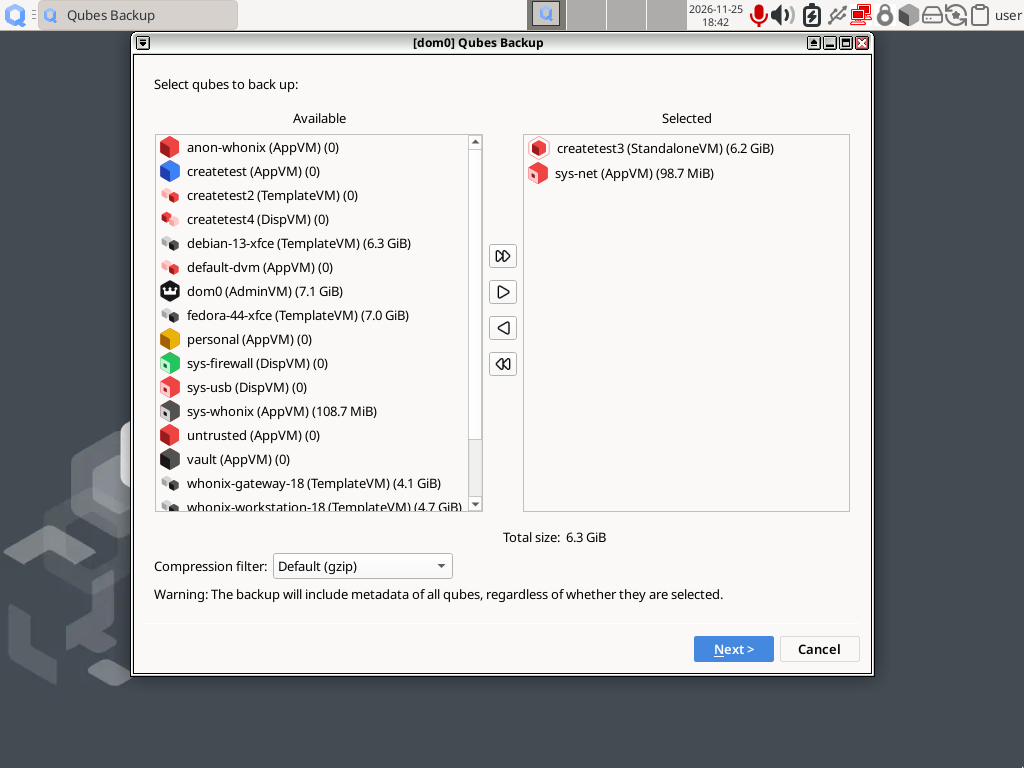 Qubes Backup
2026-11-25
18:42
user
[dom0] Qubes Backup
Select qubes to back up:
Available
Selected
anon-whonix (AppVM) (0)
createtest (AppVM) (0)
createtest2 (TemplateVM) (0)
createtest4 (DispVM) (0)
debian-13-xfce (TemplateVM) (6.3 GiB)
default-dvm (AppVM) (0)
dom0 (AdminVM) (7.1 GiB)
fedora-44-xfce (TemplateVM) (7.0 GiB)
personal (AppVM) (0)
sys-firewall (DispVM) (0)
sys-usb (DispVM) (0)
sys-whonix (AppVM) (108.7 MiB)
untrusted (AppVM) (0)
vault (AppVM) (0)
whonix-gateway-18 (TemplateVM) (4.1 GiB)
whonix-workstation-18 (TemplateVM) (4.7 GiB)
createtest3 (StandaloneVM) (6.2 GiB)
sys-net (AppVM) (98.7 MiB)
Total size: 6.3 GiB
Compression filter: Default (gzip)
Warning: The backup will include metadata of all qubes, regardless of whether they are selected.
Next >
Cancel